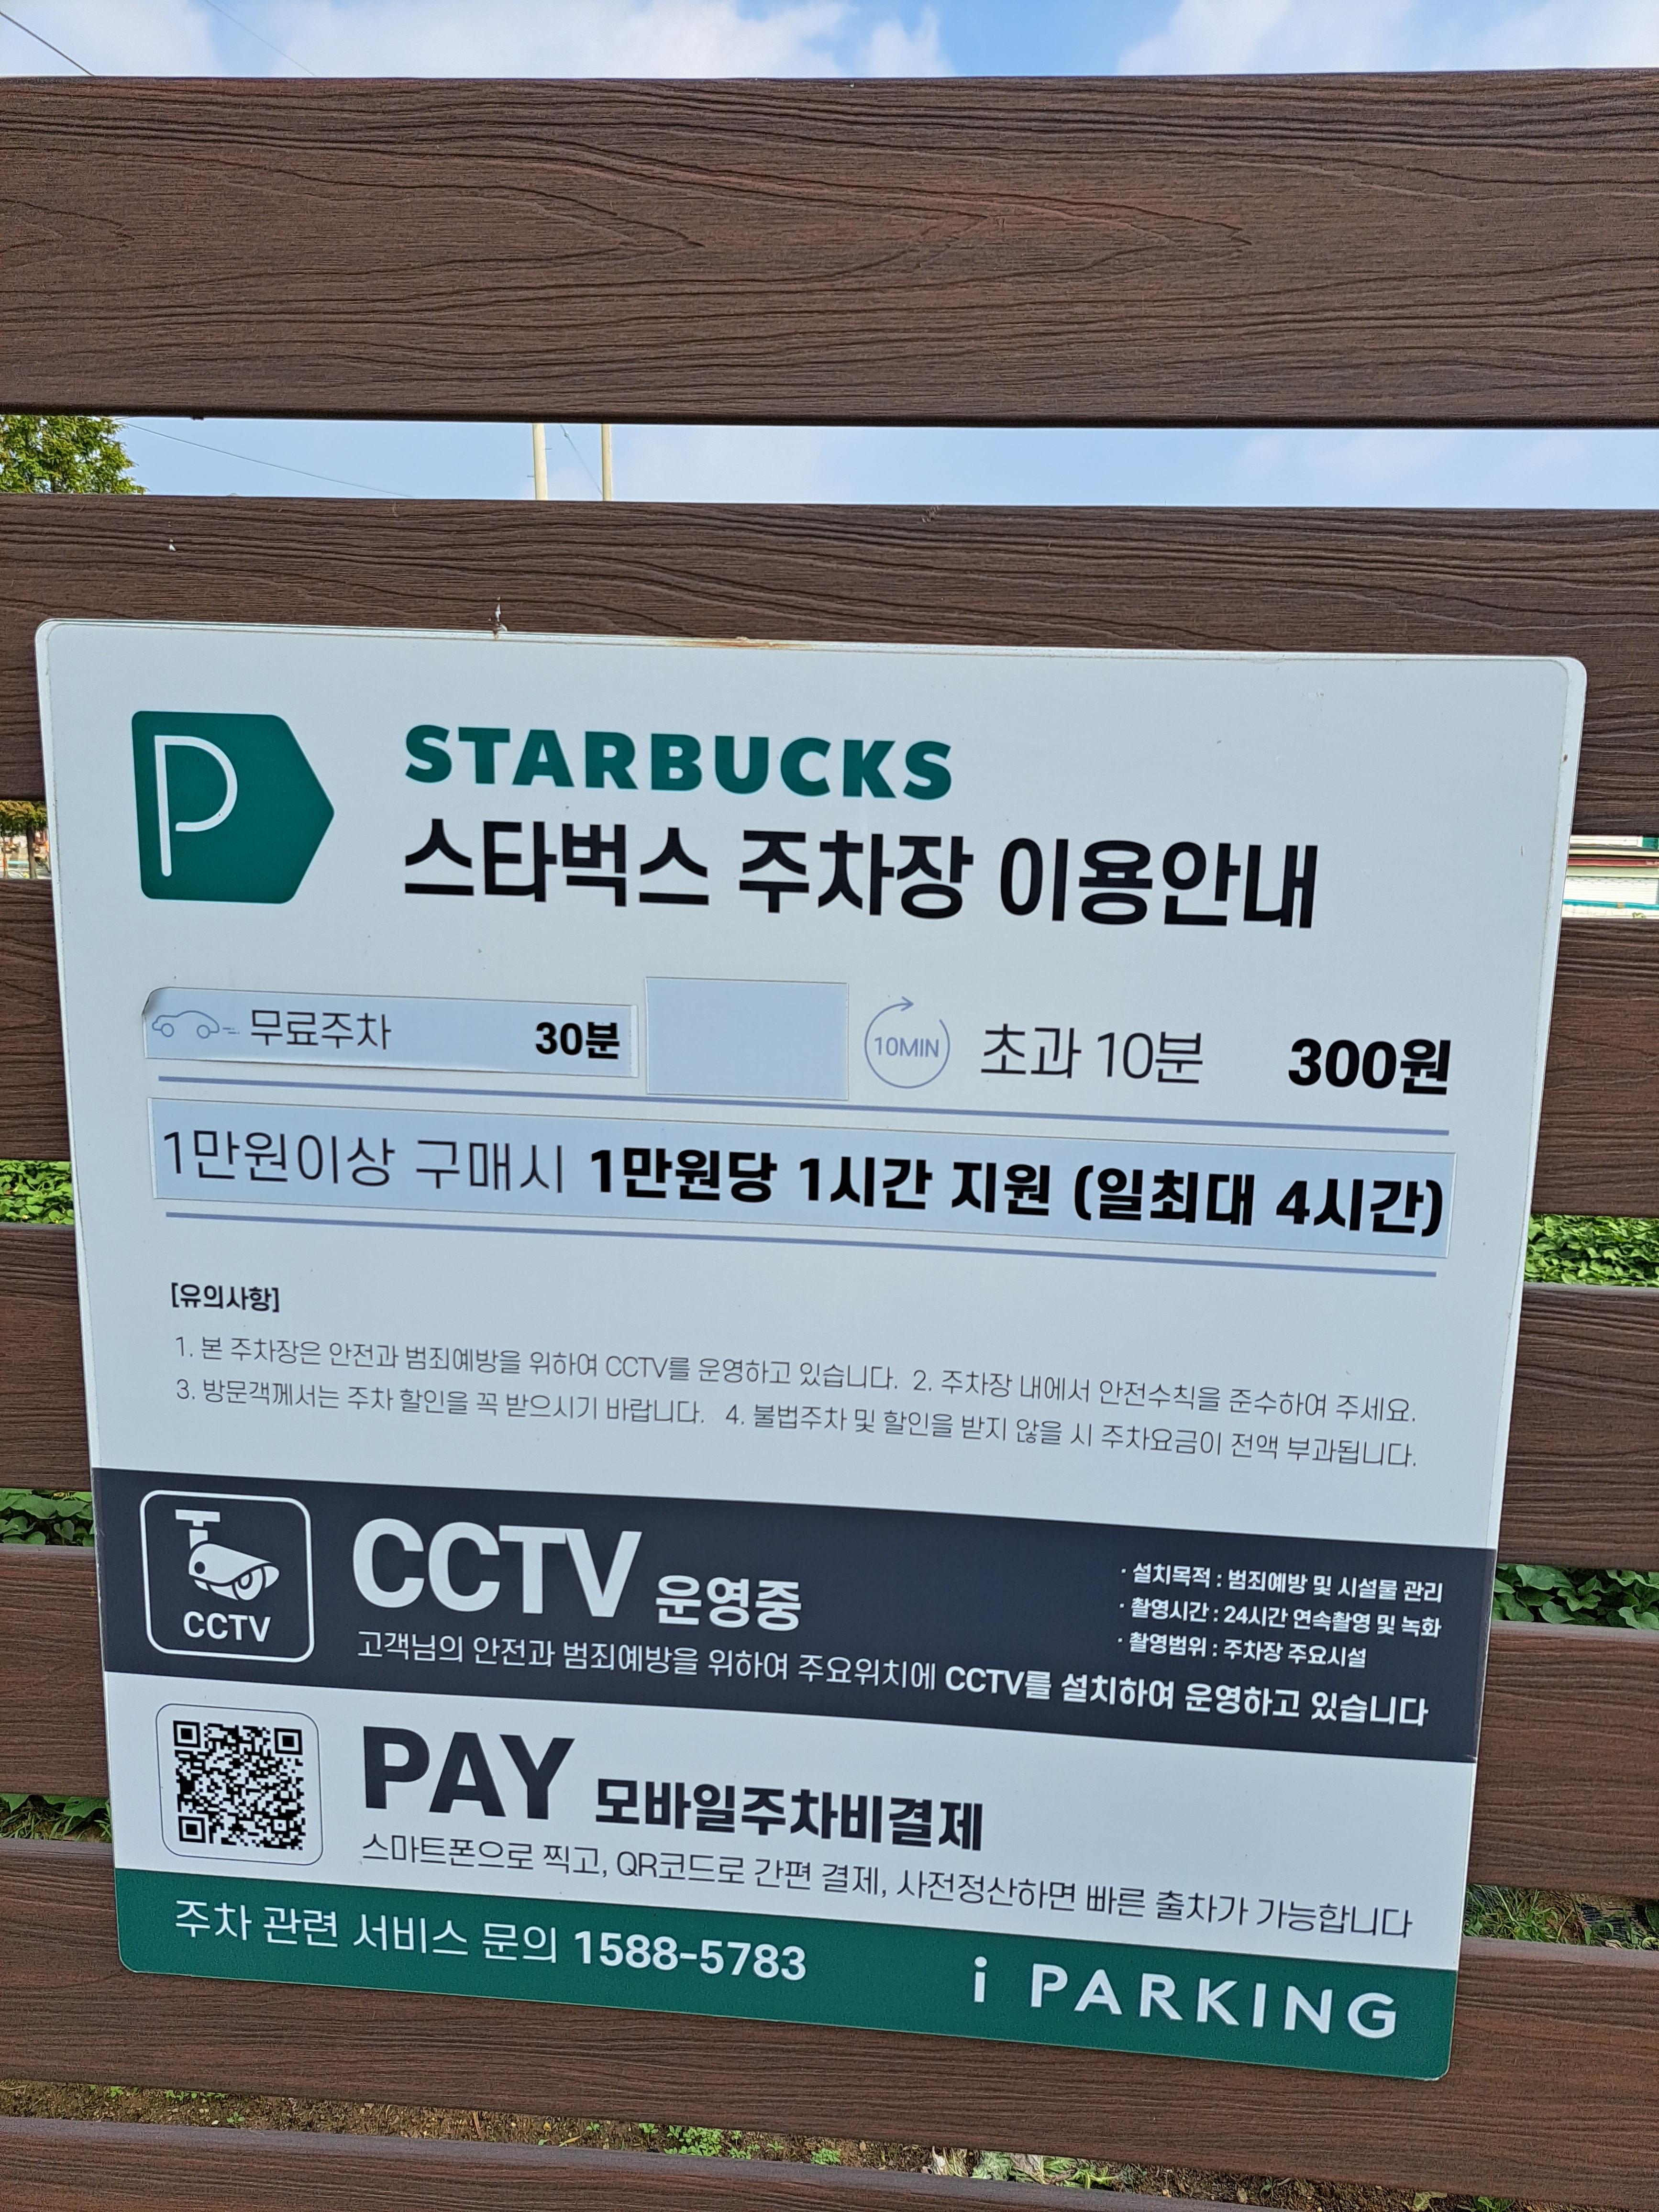 P
STARBUCKS
스타벅스 주차장 이용안내
무료주차 30분 10MIN 초과 10분 300원
1만원이상 구매시 1만원당 1시간 지원 (일최대 4시간)
[유의사항]
1. 본 주차장은 안전과 범죄예방을 위하여 CCTV를 운영하고 있습니다. 2. 주차장 내에서 안전수칙을 준수하여 주세요.
3. 방문객께서는 주차 할인을 꼭 받으시기 바랍니다. 4. 불법주차 및 할인을 받지 않을 시 주차요금이 전액 부과됩니다.
CCTV
CCTV 운영중
고객님의 안전과 범죄예방을 위하여 주요위치에 CCTV를 설치하여 운영하고 있습니다
· 설치목적 : 범죄예방 및 시설물 관리
· 촬영시간 : 24시간 연속촬영 및 녹화
· 촬영범위 : 주차장 주요시설
PAY 모바일주차비결제
스마트폰으로 찍고, QR코드로 간편 결제, 사전정산하면 빠른 출차가 가능합니다
주차 관련 서비스 문의 1588-5783
i PARKING